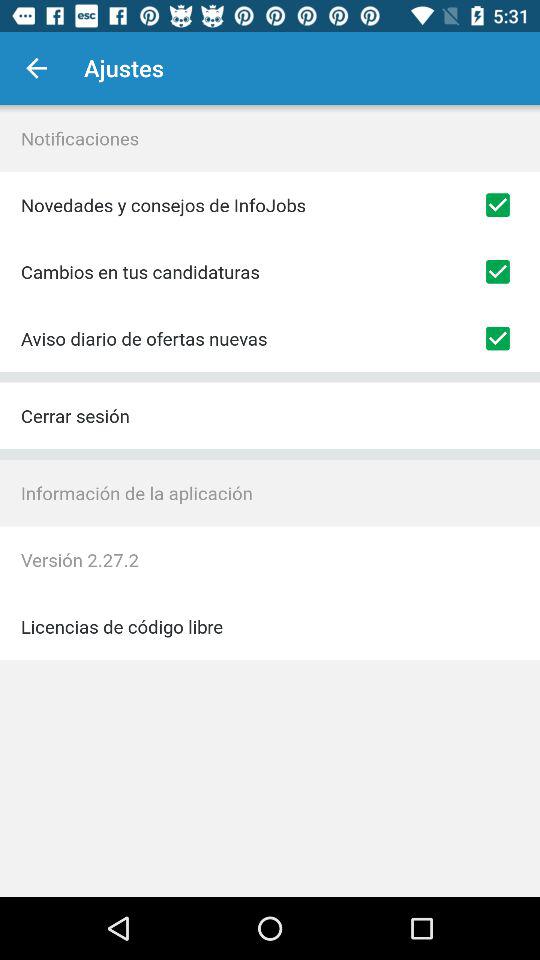 esc 5:31
Ajustes
Notificaciones
Novedades y consejos de InfoJobs
Cambios en tus candidaturas
Aviso diario de ofertas nuevas
Cerrar sesión
Información de la aplicación
Versión 2.27.2
Licencias de código libre